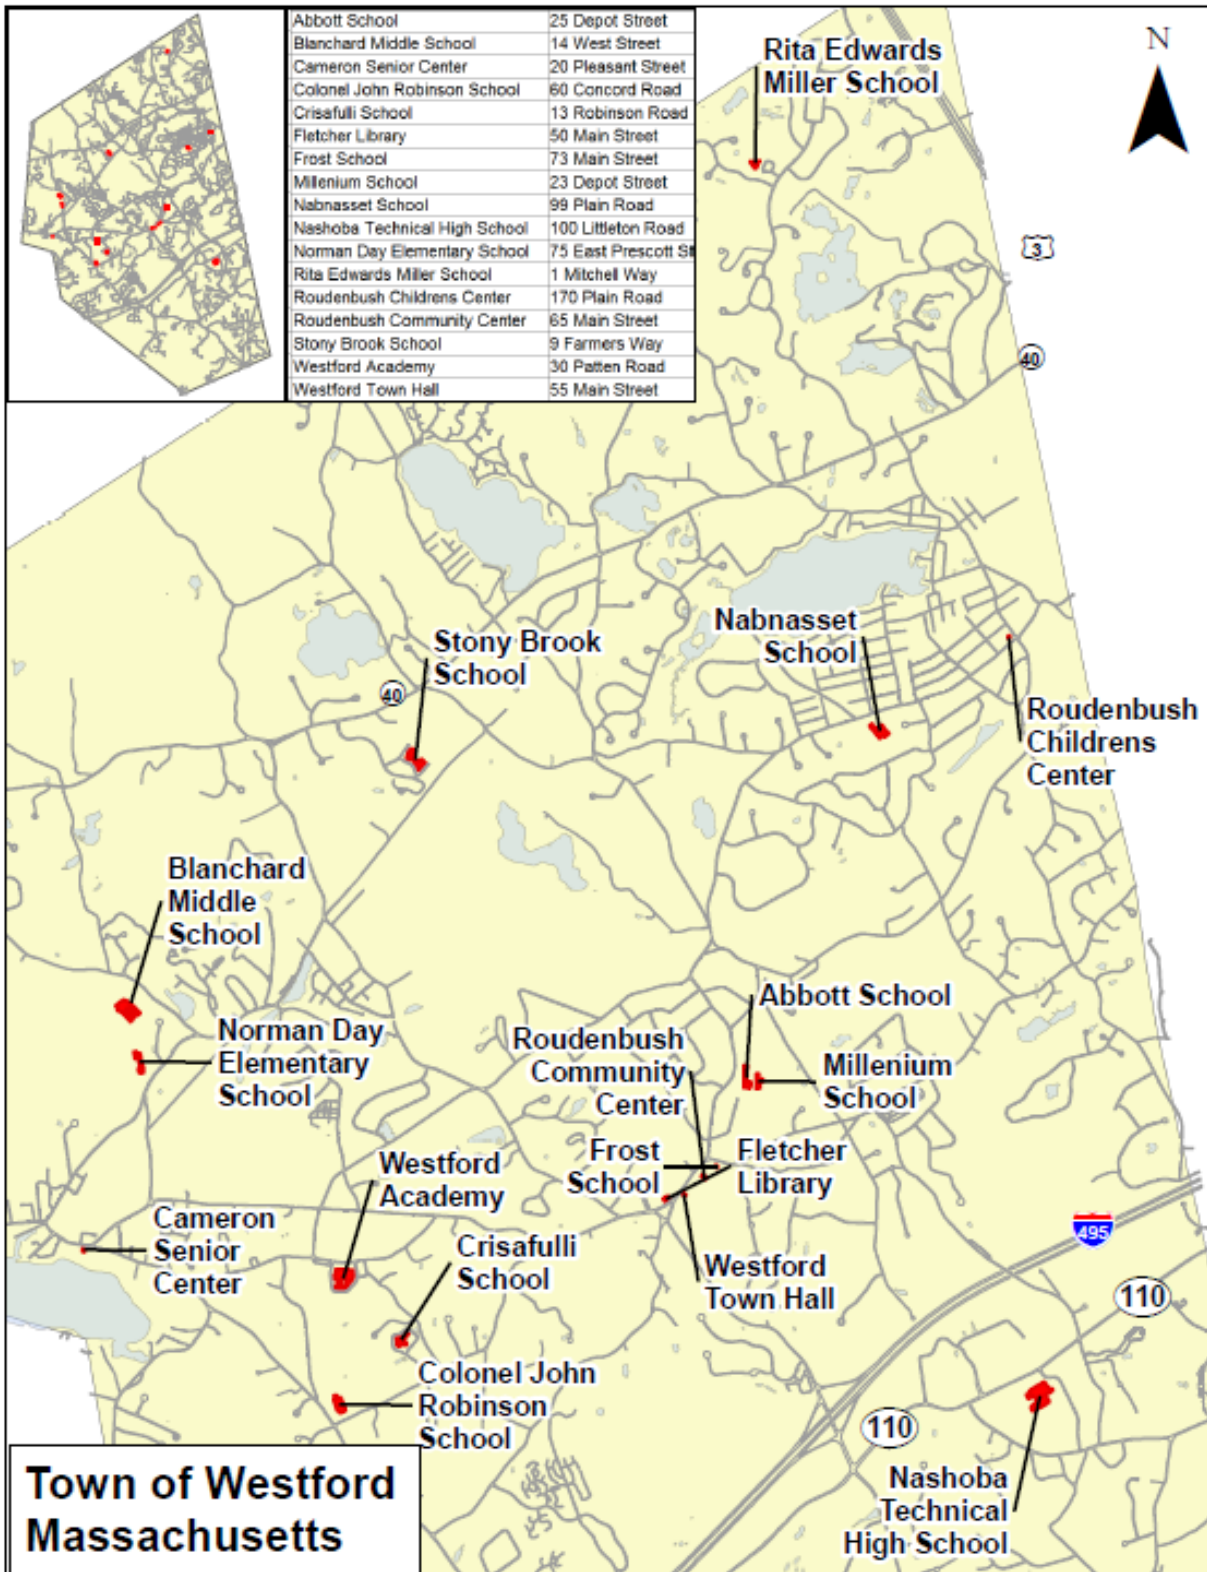 Abbott School 25 Depot Street
Blanchard Middle School 14 West Street
Cameron Senior Center 20 Pleasant Street
Colonel John Robinson School 60 Concord Road
Crisafulli School 13 Robinson Road
Fletcher Library 50 Main Street
Frost School 73 Main Street
Millenium School 23 Depot Street
Nabnasset School 99 Plain Road
Nashoba Technical High School 100 Littleton Road
Norman Day Elementary School 75 East Prescott St
Rita Edwards Miller School 1 Mitchell Way
Roudenbush Childrens Center 170 Plain Road
Roudenbush Community Center 65 Main Street
Stony Brook School 9 Farmers Way
Westford Academy 30 Patten Road
Westford Town Hall 55 Main Street
Rita Edwards
Miller School
N
3
40
Stony Brook
School
40
Nabnasset
School
Roudenbush
Childrens
Center
Blanchard
Middle
School
Norman Day
Elementary
School
Abbott School
Roudenbush
Community
Center
Millenium
School
Frost
School
Fletcher
Library
Westford
Academy
Cameron
Senior
Center
Crisafulli
School
Westford
Town Hall
495
110
Colonel John
Robinson
School
110
Nashoba
Technical
High School
Town of Westford
Massachusetts